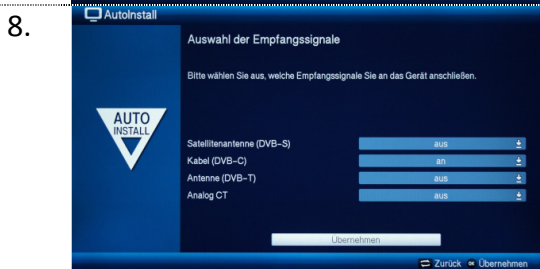 8.
AutoInstall
Auswahl der Empfangssignale
Bitte wählen Sie aus, welche Empfangssignale Sie an das Gerät anschließen.
AUTO
INSTALL
Satellitenantenne (DVB-S) aus
Kabel (DVB-C) an
Antenne (DVB-T) aus
Analog CT aus
Übernehmen
Zurück OK Übernehmen